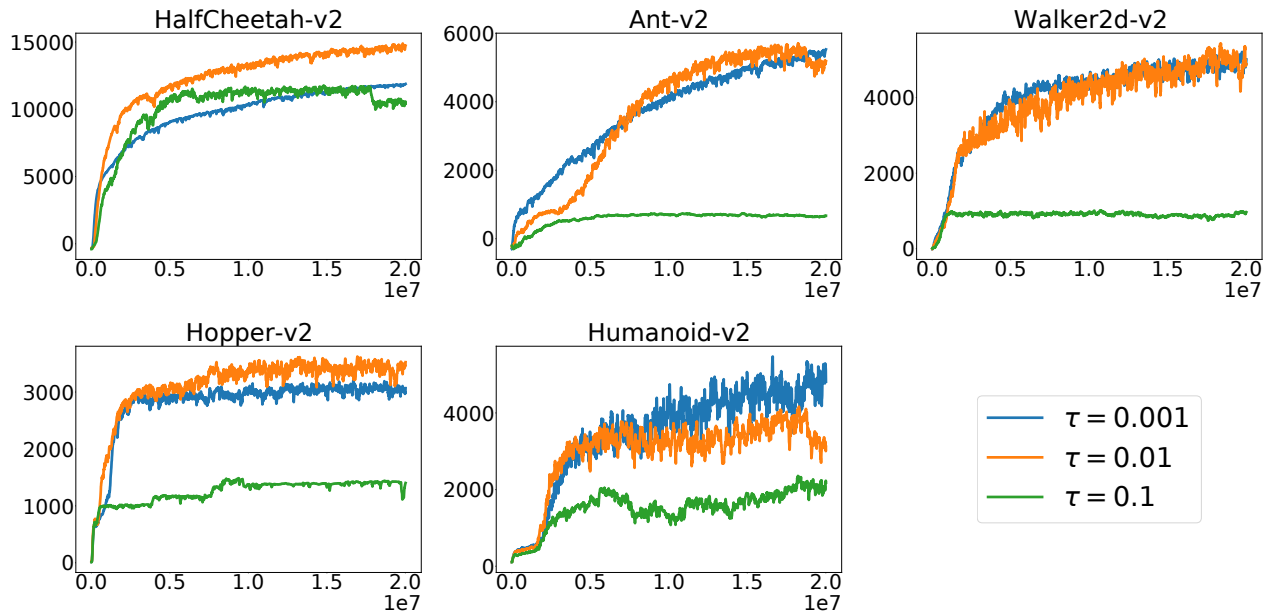 HalfCheetah-v2
15000
10000
5000
0
0.0 0.5 1.0 1.5 2.0
1e7
Ant-v2
6000
4000
2000
0
0.0 0.5 1.0 1.5 2.0
1e7
Walker2d-v2
4000
2000
0
0.0 0.5 1.0 1.5 2.0
1e7
Hopper-v2
3000
2000
1000
0
0.0 0.5 1.0 1.5 2.0
1e7
Humanoid-v2
4000
2000
0
0.0 0.5 1.0 1.5 2.0
1e7
τ = 0.001
τ = 0.01
τ = 0.1